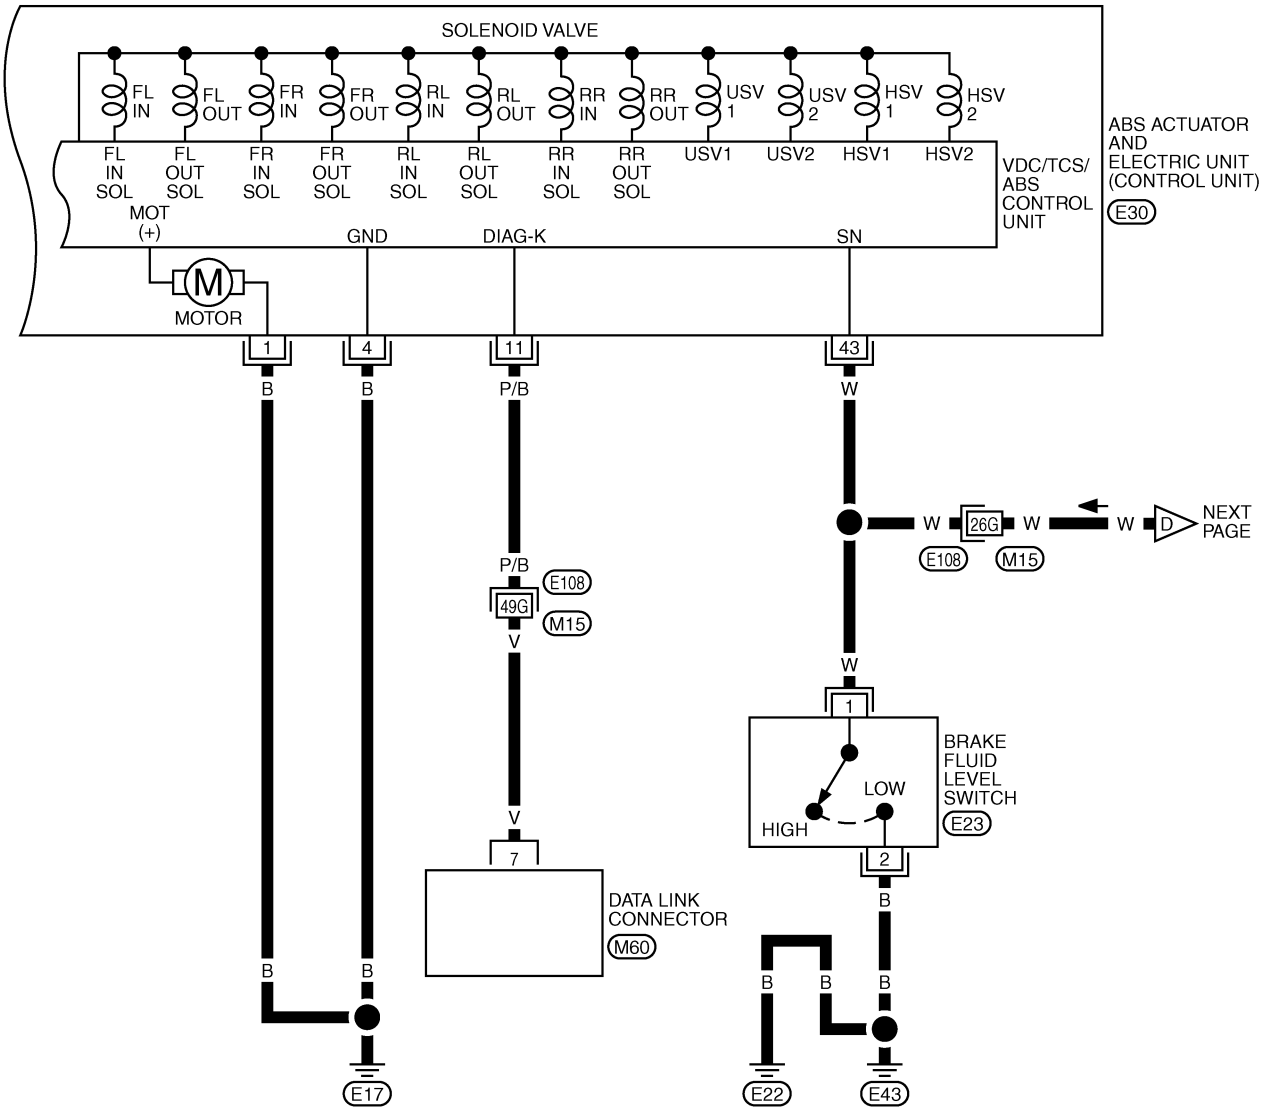 SOLENOID VALVE
FL
IN
FL
OUT
FR
IN
FR
OUT
RL
IN
RL
OUT
RR
IN
RR
OUT
USV
1
USV
2
HSV
1
HSV
2
FL
IN
SOL
FL
OUT
SOL
FR
IN
SOL
FR
OUT
SOL
RL
IN
SOL
RL
OUT
SOL
RR
IN
SOL
RR
OUT
SOL
USV1
USV2
HSV1
HSV2
VDC/TCS/
ABS
CONTROL
UNIT
ABS ACTUATOR
AND
ELECTRIC UNIT
(CONTROL UNIT)
E30
MOT
(+)
GND
DIAG-K
SN
M
MOTOR
1
4
11
43
B
B
P/B
W
W
26G
W
W
D
NEXT
PAGE
E108
M15
P/B
E108
49G
M15
V
W
1
BRAKE
FLUID
LEVEL
SWITCH
E23
LOW
HIGH
2
V
7
DATA LINK
CONNECTOR
M60
B
B
B
B
B
B
E17
E22
E43